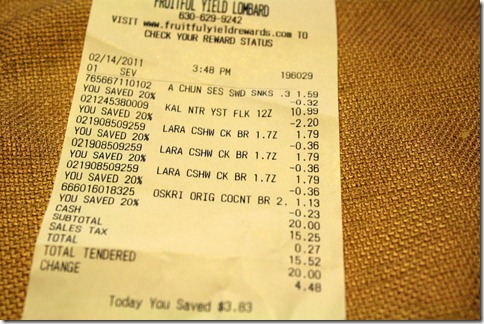 FRUITFUL YIELD LOMBARD
630-629-9242
VISIT www.fruitfulyieldrewards.com TO
CHECK YOUR REWARD STATUS
02/14/2011 3:48 PM 196029
01 SEV
765667110102 A CHUN SES SWD SNKS .3 1.59
YOU SAVED 20% -0.32
021245380009 KAL NTR YST FLK 12Z 10.99
YOU SAVED 20% -2.20
021908509259 LARA CSHW CK BR 1.7Z 1.79
YOU SAVED 20% -0.36
021908509259 LARA CSHW CK BR 1.7Z 1.79
YOU SAVED 20% -0.36
021908509259 LARA CSHW CK BR 1.7Z 1.79
YOU SAVED 20% -0.36
666016018325 OSKRI ORIG COCNT BR 2. 1.13
YOU SAVED 20% -0.23
CASH 20.00
SUBTOTAL 15.25
SALES TAX 0.27
TOTAL 15.52
TOTAL TENDERED 20.00
CHANGE 4.48
Today You Saved $3.83